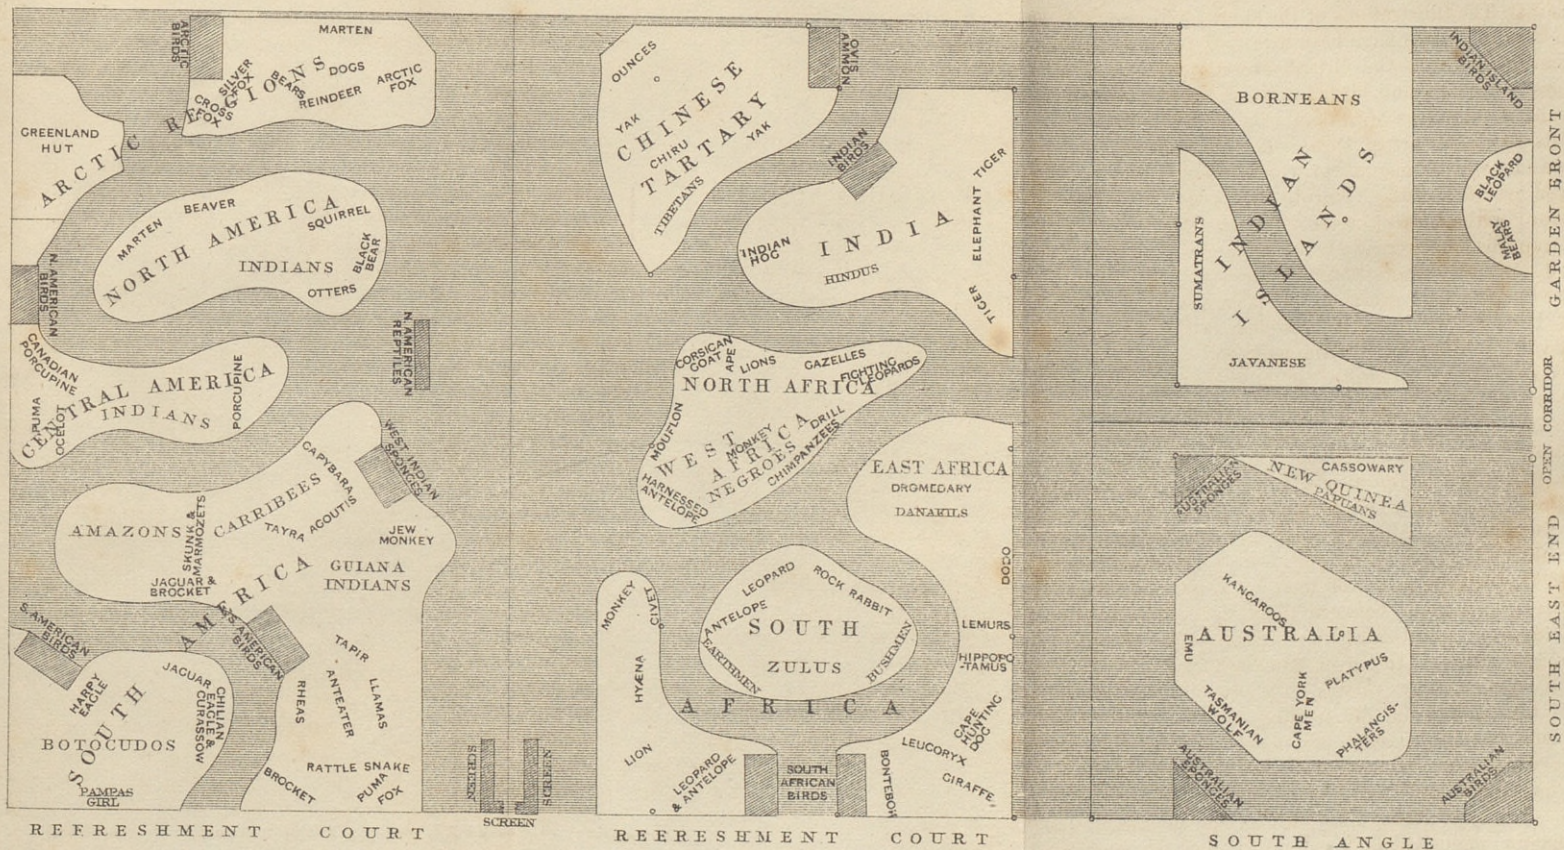 ARCTIC
BIRDS
MARTEN
SILVER
FOX
BEARS
DOGS
ARCTIC
FOX
CROSS
FOX
REINDEER
ARCTIC REGIONS
GREENLAND
HUT
MARTEN
BEAVER
SQUIRREL
NORTH AMERICA
INDIANS
BLACK
BEAR
OTTERS
N. AMERICAN
BIRDS
N. AMERICAN
REPTILES
CANADIAN
PORCUPINE
CENTRAL AMERICA
INDIANS
PORCUPINE
PUMA
OCELOT
WEST INDIAN
SPONGES
CAPYBARA
CARRIBEES
AMAZONS
SKUNK &
MARMOZETS
TAYRA
AGOUTIS
JEW
MONKEY
JAGUAR &
BROCKET
GUIANA
INDIANS
SOUTH AMERICA
S. AMERICAN
BIRDS
S. AMERICAN
BIRDS
TAPIR
JAGUAR
HARPY
EAGLE
CHILIAN
EAGLE &
CURASSOW
RHEAS
ANTEATER
LLAMAS
BOTOCUDOS
PAMPAS
GIRL
BROCKET
RATTLE SNAKE
PUMA
FOX
SCREEN
SCREEN
SCREEN
REFRESHMENT COURT
OUNCES
OVIS
AMMON
YAK
CHINESE
TARTARY
CHIRU
YAK
TIBETANS
INDIAN
BIRDS
TIGER
ELEPHANT
INDIA
INDIAN
HOG
HINDUS
TIGER
CORSICAN
GOAT
APE
LIONS
GAZELLES
FIGHTING
LEOPARDS
NORTH AFRICA
MOUFLON
WEST
AFRICA
MONKEY
DRILL
NEGROES
CHIMPANZEES
HARNESSED
ANTELOPE
EAST AFRICA
DROMEDARY
DANAKILS
LEOPARD
ROCK RABBIT
ANTELOPE
SOUTH
ZULUS
EARTHMEN
BUSHMEN
AFRICA
MONKEY
CIVET
HYÆNA
LION
LEOPARD
& ANTELOPE
SOUTH
AFRICAN
BIRDS
LEMURS
HIPPOPO
-TAMUS
CAPE
HUNTING
DOG
LEUCORYX
BONTEBOK
GIRAFFE
REERESHMENT COURT
BORNEANS
INDIAN ISLAND
BIRDS
INDIAN
ISLANDS
SUMATRANS
JAVANESE
BLACK
LEOPARD
MALAY
BEARS
AUSTRALIAN
SPONGES
CASSOWARY
NEW QUINEA
PAPUANS
KANGAROOS
AUSTRALIA
EMU
PLATYPUS
CAPE YORK
MEN
TASMANIAN
WOLF
PHALANGIS-
TERS
AUSTRALIAN
SPONGES
AUSTRALIAN
BIRDS
SOUTH ANGLE
GARDEN ERONT
OPEN CORRIDOR
SOUTH EAST END